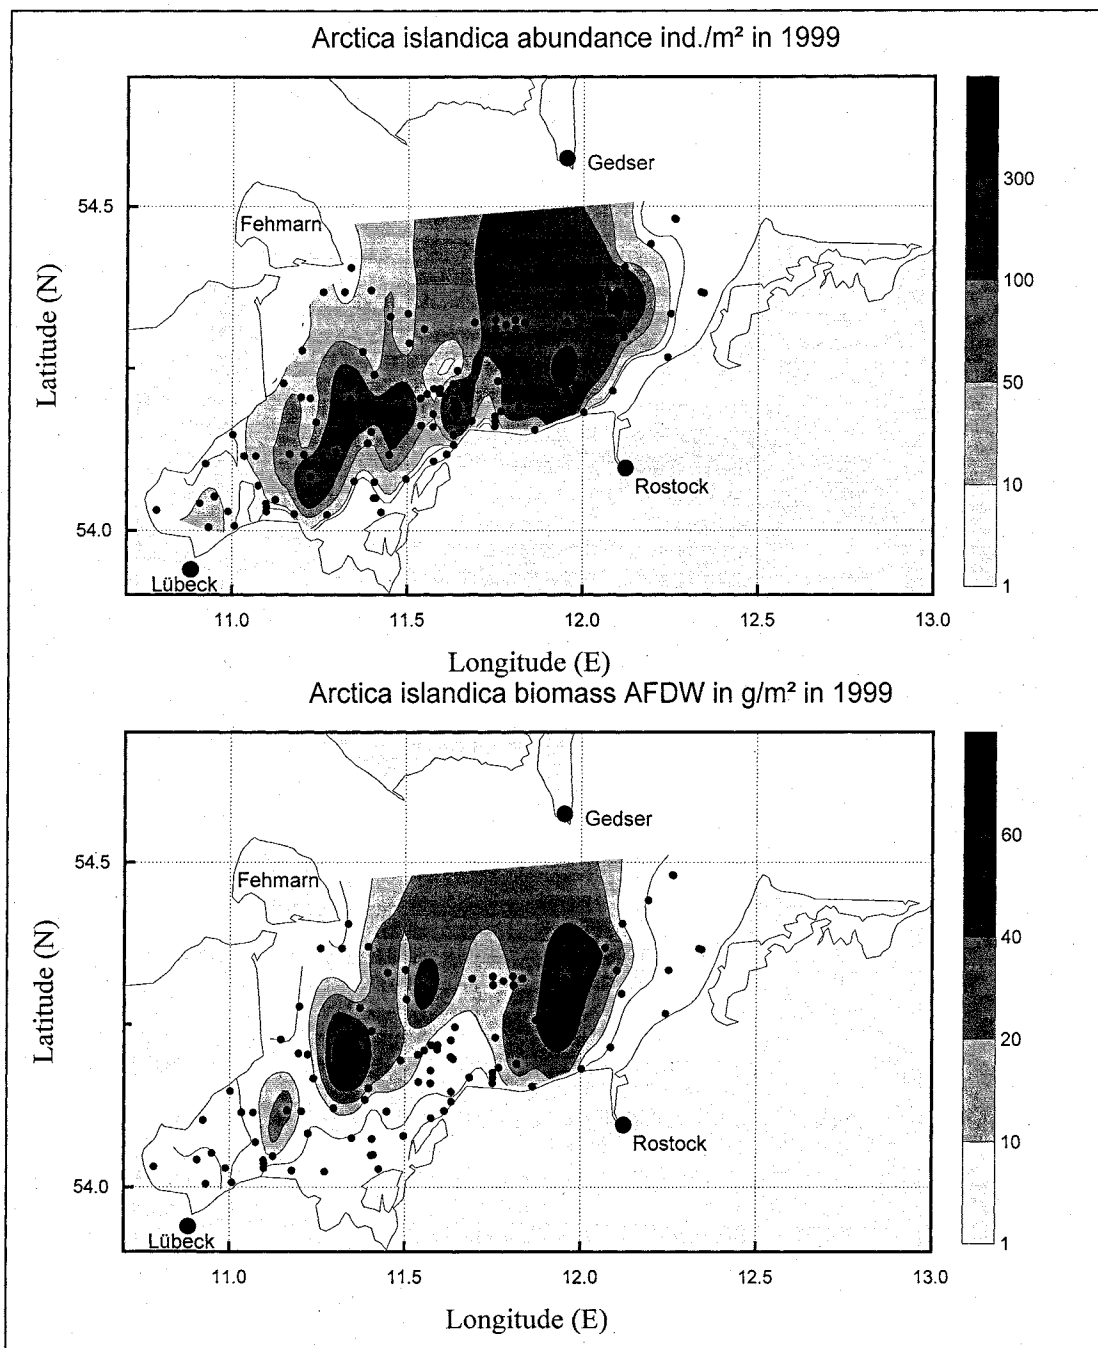 Arctica islandica abundance ind./m² in 1999
Gedser
Fehmarn
Rostock
Lübeck
54.5
54.0
Latitude (N)
11.0
11.5
12.0
12.5
13.0
Longitude (E)
300
100
50
10
1
Arctica islandica biomass AFDW in g/m² in 1999
Gedser
Fehmarn
Rostock
Lübeck
54.5
54.0
Latitude (N)
11.0
11.5
12.0
12.5
13.0
Longitude (E)
60
40
20
10
1